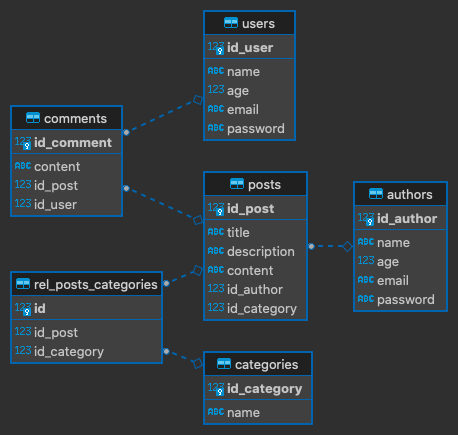 users
123 id_user
ABC name
123 age
ABC email
ABC password
comments
123 id_comment
ABC content
123 id_post
123 id_user
posts
123 id_post
ABC title
ABC description
ABC content
123 id_author
123 id_category
authors
123 id_author
ABC name
123 age
ABC email
ABC password
rel_posts_categories
123 id
123 id_post
123 id_category
categories
123 id_category
ABC name